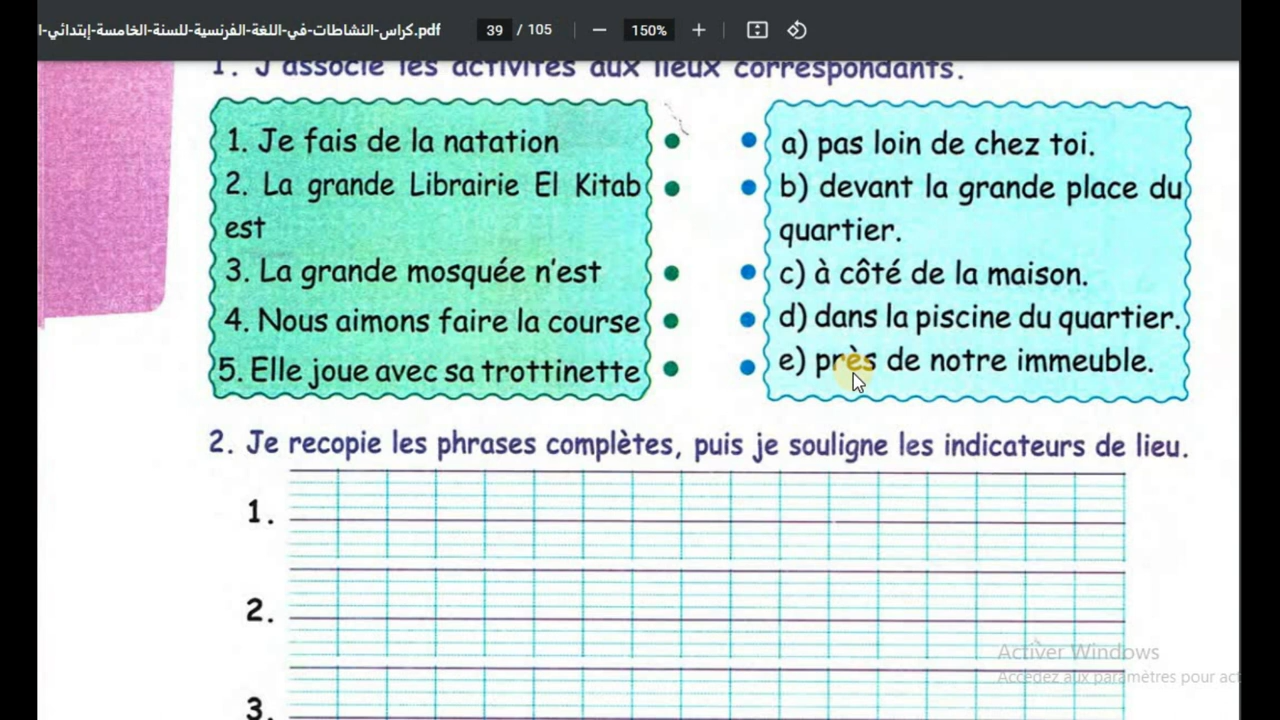 كراس-النشاطات-في-اللغة-الفرنسية-للسنة-الخامسة-إبتدائي-ا.pdf 39 / 105 150%
1. J'associe les activités aux lieux correspondants.
1. Je fais de la natation
2. La grande Librairie El Kitab
est
3. La grande mosquée n'est
4. Nous aimons faire la course
5. Elle joue avec sa trottinette
a) pas loin de chez toi.
b) devant la grande place du
quartier.
c) à côté de la maison.
d) dans la piscine du quartier.
e) près de notre immeuble.
2. Je recopie les phrases complètes, puis je souligne les indicateurs de lieu.
1.
2.
3.
Activer Windows
Accédez aux paramètres pour act